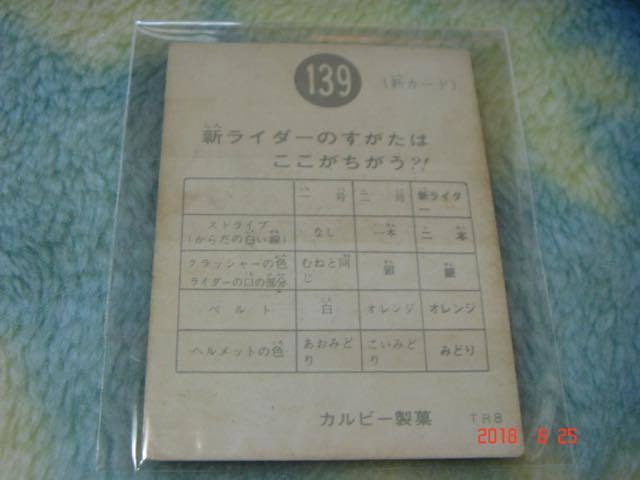 139
(新カード)
新ライダーのすがたは
ここがちがう?!
一号 二号 新ライダー
ストライプ
(からだの白い線) なし 一本 二本
クラッシャーの色
ライダーの口の部分 むねと同じ 銀 銀
ベルト 白 オレンジ オレンジ
ヘルメットの色 あおみどり こいみどり みどり
カルビー製菓 TR8
2018 6 25